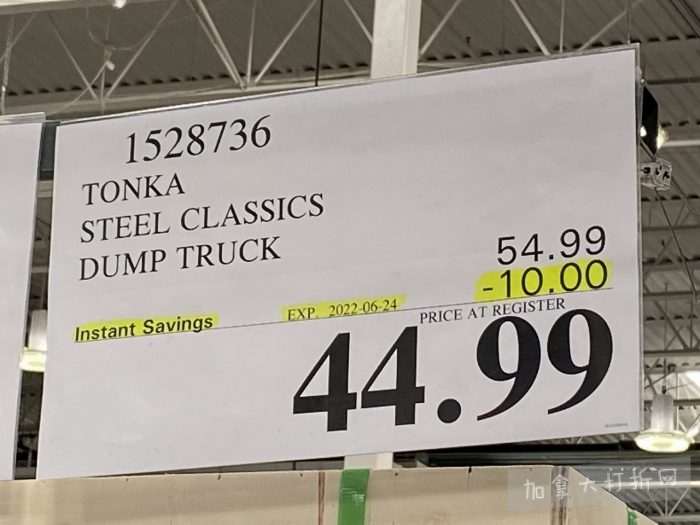 1528736
TONKA
STEEL CLASSICS
DUMP TRUCK
54.99
-10.00
Instant Savings EXP. 2022-06-24
PRICE AT REGISTER
44.99
加拿大打折网